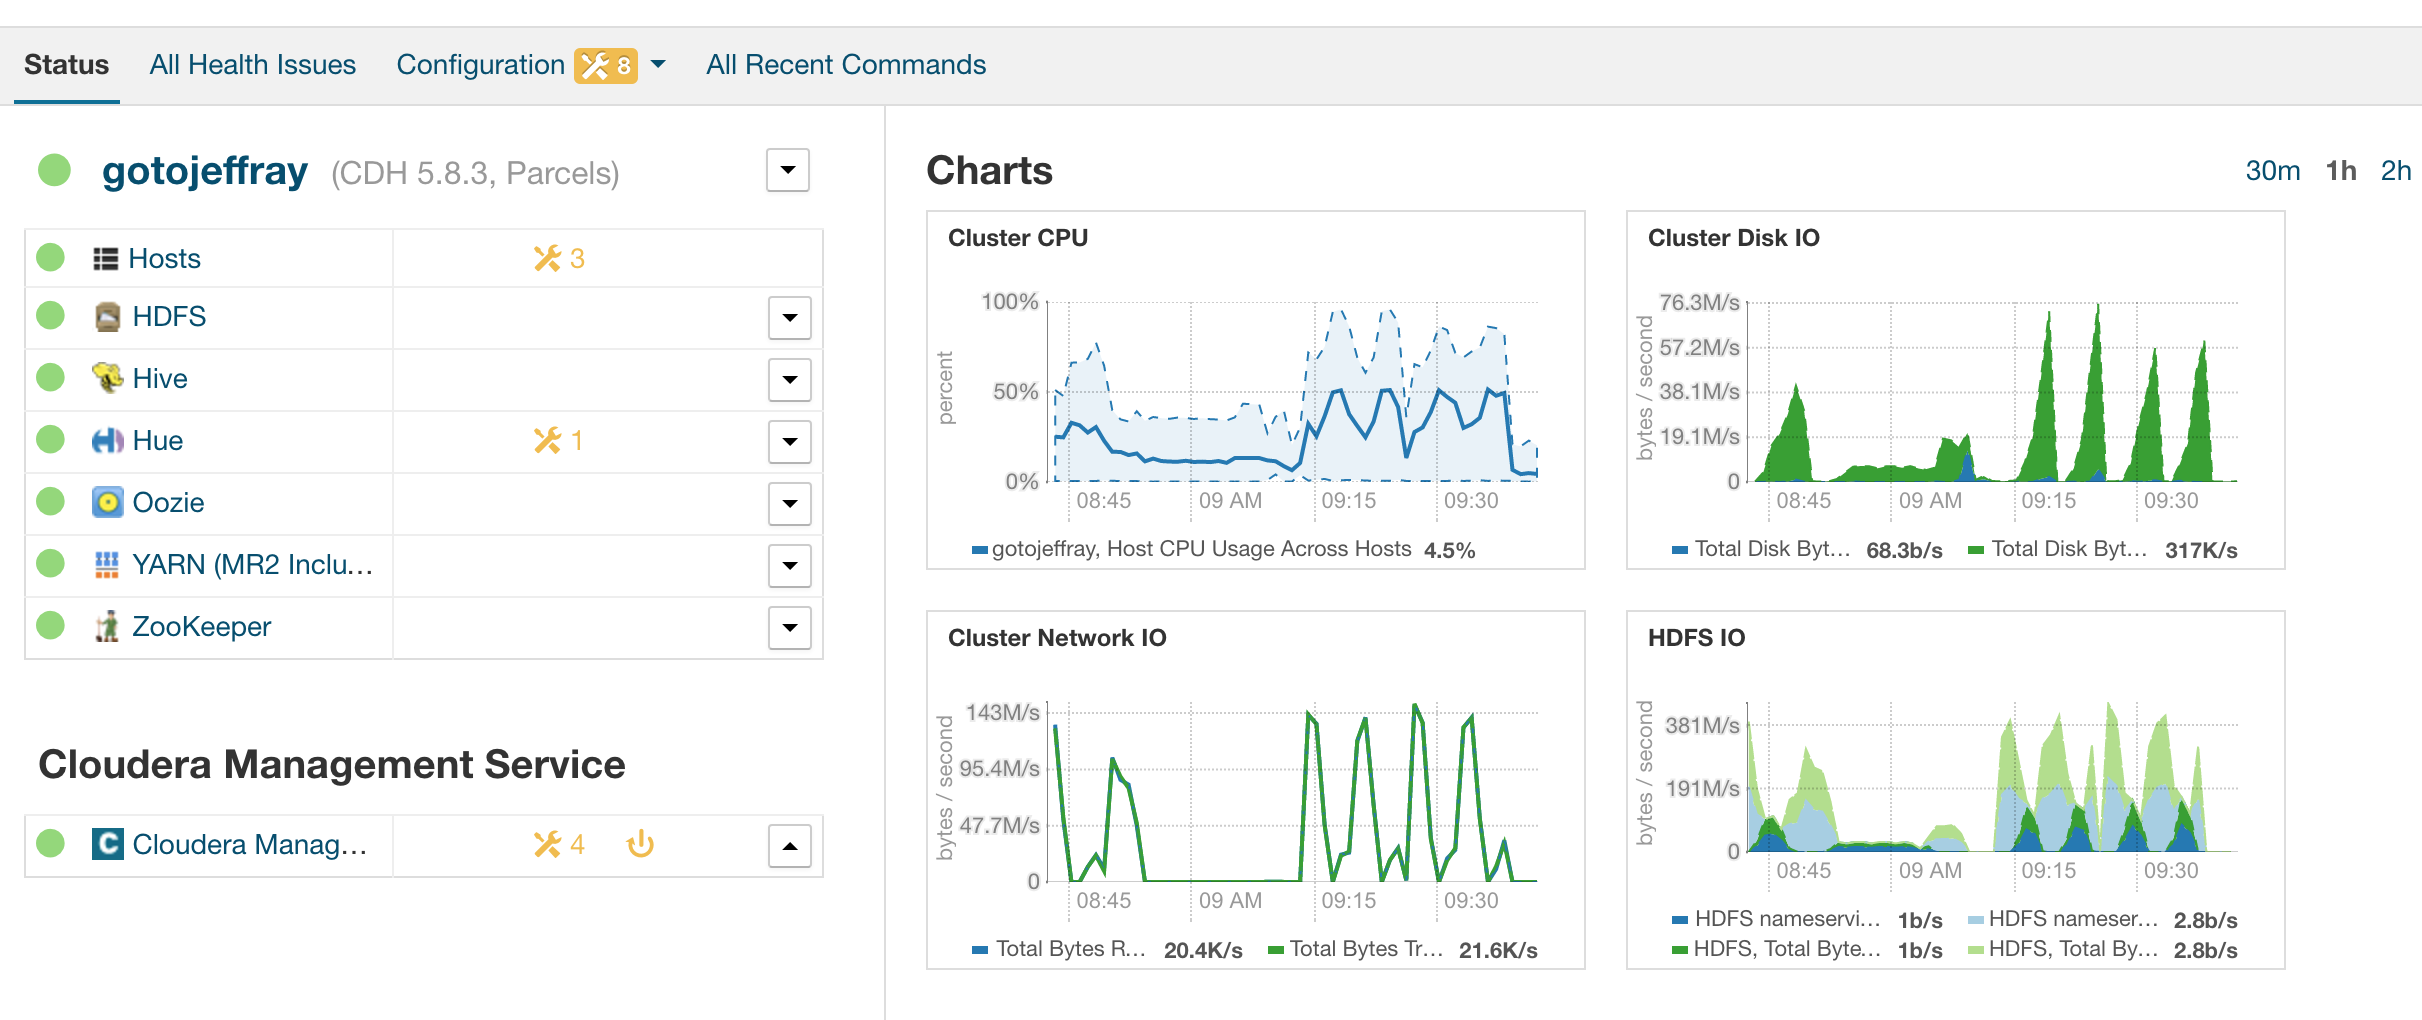 Status All Health Issues Configuration 8 All Recent Commands
gotojeffray (CDH 5.8.3, Parcels)
Hosts 3
HDFS
Hive
Hue 1
Oozie
YARN (MR2 Inclu...
ZooKeeper
Cloudera Management Service
C Cloudera Manag... 4
Charts 30m 1h 2h
Cluster CPU
percent
100%
50%
0%
08:45 09 AM 09:15 09:30
gotojeffray, Host CPU Usage Across Hosts 4.5%
Cluster Disk IO
bytes / second
76.3M/s
57.2M/s
38.1M/s
19.1M/s
0
08:45 09 AM 09:15 09:30
Total Disk Byt... 68.3b/s Total Disk Byt... 317K/s
Cluster Network IO
bytes / second
143M/s
95.4M/s
47.7M/s
0
08:45 09 AM 09:15 09:30
Total Bytes R... 20.4K/s Total Bytes Tr... 21.6K/s
HDFS IO
bytes / second
381M/s
191M/s
0
08:45 09 AM 09:15 09:30
HDFS nameservi... 1b/s HDFS nameser... 2.8b/s
HDFS, Total Byte... 1b/s HDFS, Total By... 2.8b/s